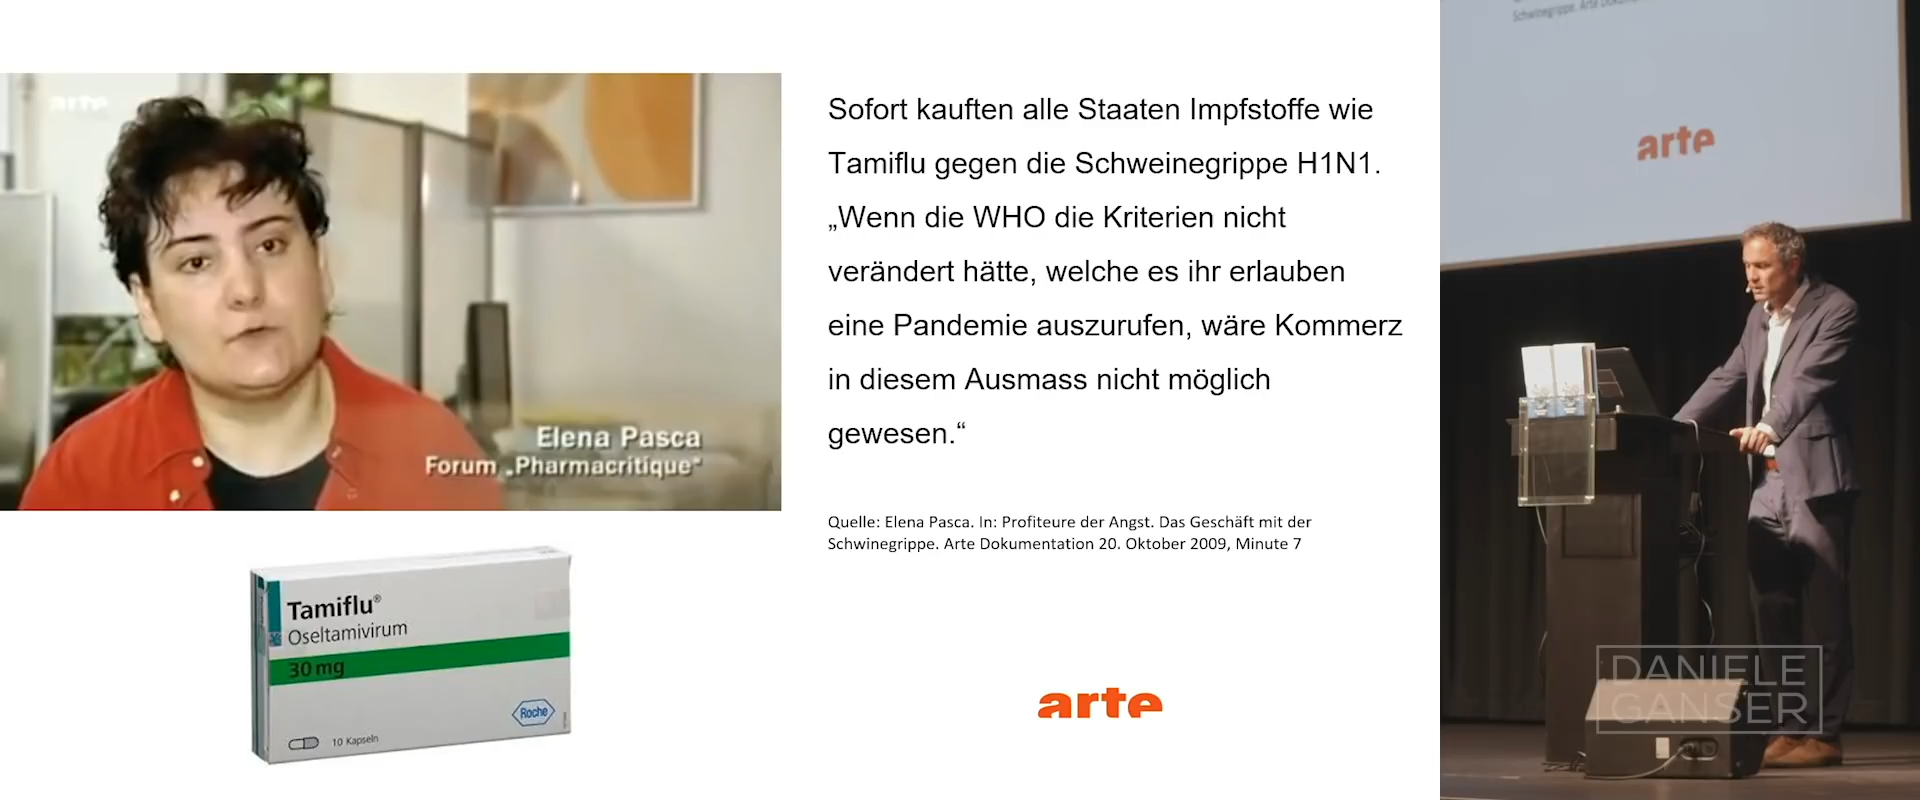 arte
Elena Pasca
Forum „Pharmacritique"
Sofort kauften alle Staaten Impfstoffe wie
Tamiflu gegen die Schweinegrippe H1N1.
„Wenn die WHO die Kriterien nicht
verändert hätte, welche es ihr erlauben
eine Pandemie auszurufen, wäre Kommerz
in diesem Ausmass nicht möglich
gewesen.“
Quelle: Elena Pasca. In: Profiteure der Angst. Das Geschäft mit der
Schwinegrippe. Arte Dokumentation 20. Oktober 2009, Minute 7
Tamiflu®
Oseltamivirum
30 mg
Roche
10 Kapseln
arte
Schwinegrippe. Arte
arte
DANIELE
GANSER